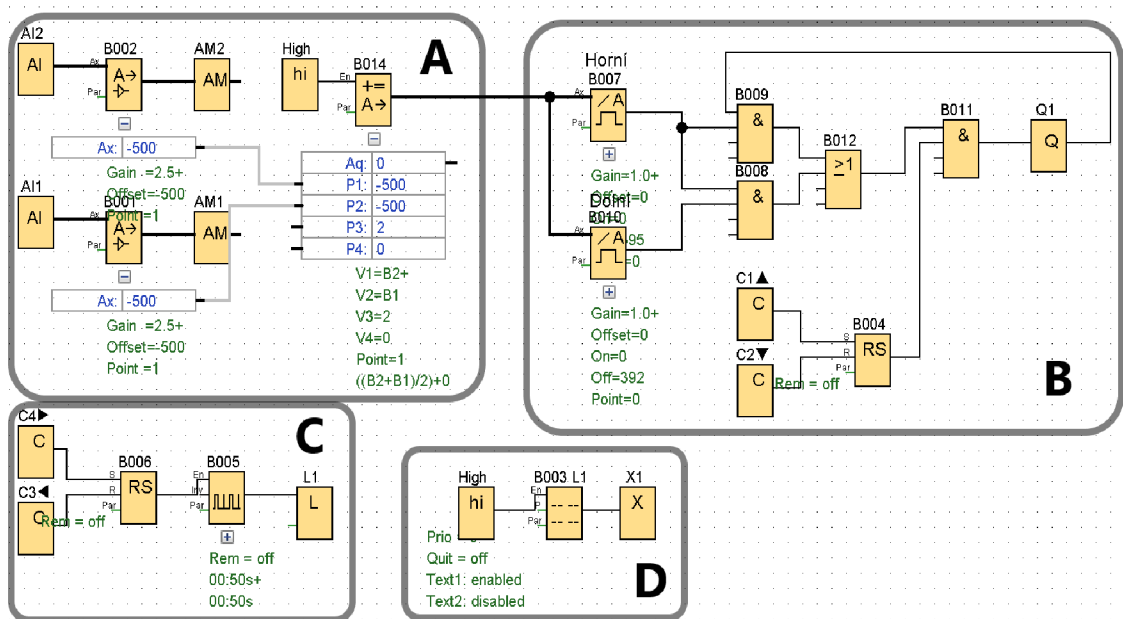 AI2
AI
B002
Ax
Par
A→
AM2
AM
Ax: -500
Gain =2.5+
Offset=-500
Point =1
AI1
AI
B001
Ax
Par
A→
AM1
AM
Ax: -500
Gain =2.5+
Offset=-500
Point =1
High
hi
B014
En
Par
+=
A→
Aq: 0
P1: -500
P2: -500
P3: 2
P4: 0
V1=B2+
V2=B1
V3=2
V4=0
Point=1
((B2+B1)/2)+0
A
Horní
B007
Ax
Par
/A
Gain=1.0+
Offset=0
Dolní
B010
Ax
Par
/A
Gain=1.0+
Offset=0
On=0
Off=392
Point=0
B009
&
B008
&
B012
≥1
B011
&
Q1
Q
C1▲
C
C2▼
C
B004
S
R
Par
RS
Rem = off
B
C4►
C
C3◄
B006
S
R
Par
RS
Rem = off
B005
En
Inv
Par
Rem = off
00:50s+
00:50s
L1
L
C
High
hi
B003 L1
En
P
Par
X1
X
Prio
Quit = off
Text1: enabled
Text2: disabled
D